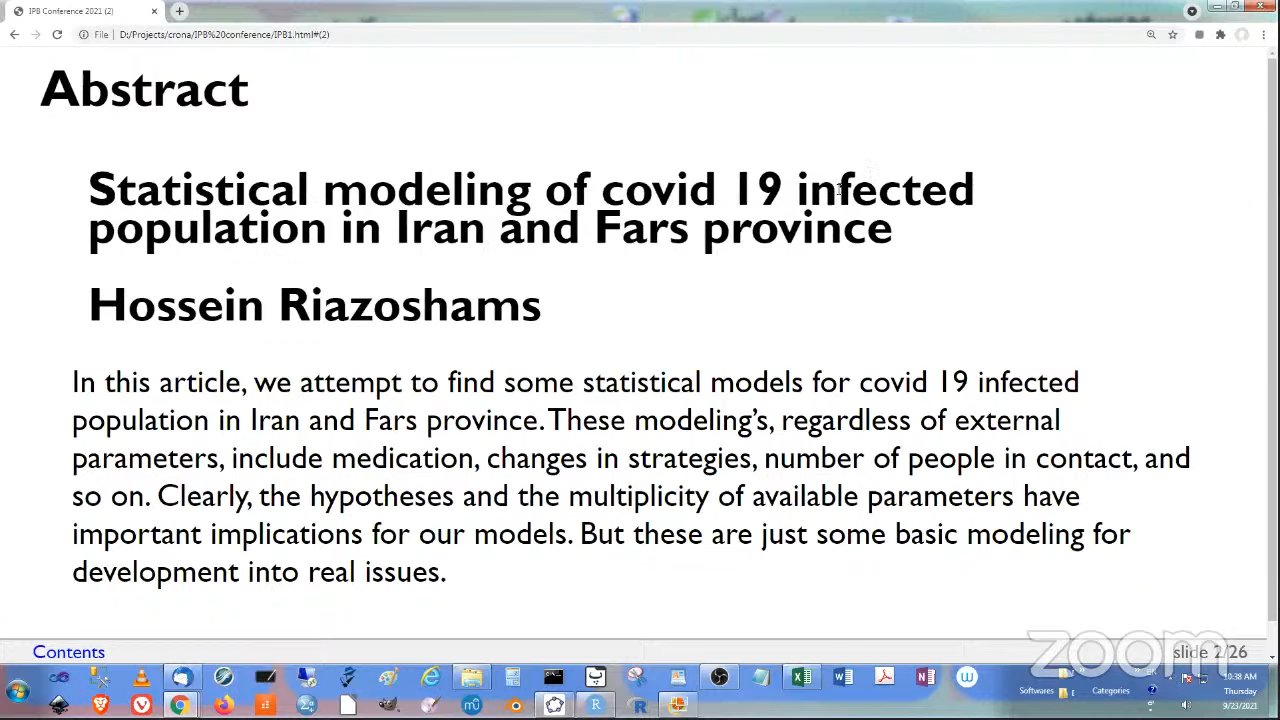 IPB Conference 2021 (2)
File | D:/Projects/crona/IPB%20conference/IPB1.html#(2)
Abstract
Statistical modeling of covid 19 infected
population in Iran and Fars province
Hossein Riazoshams
In this article, we attempt to find some statistical models for covid 19 infected
population in Iran and Fars province. These modeling's, regardless of external
parameters, include medication, changes in strategies, number of people in contact, and
so on. Clearly, the hypotheses and the multiplicity of available parameters have
important implications for our models. But these are just some basic modeling for
development into real issues.
Contents
slide 2/26
zoom
10:38 AM
Softwares
Categories
Thursday
9/23/2021